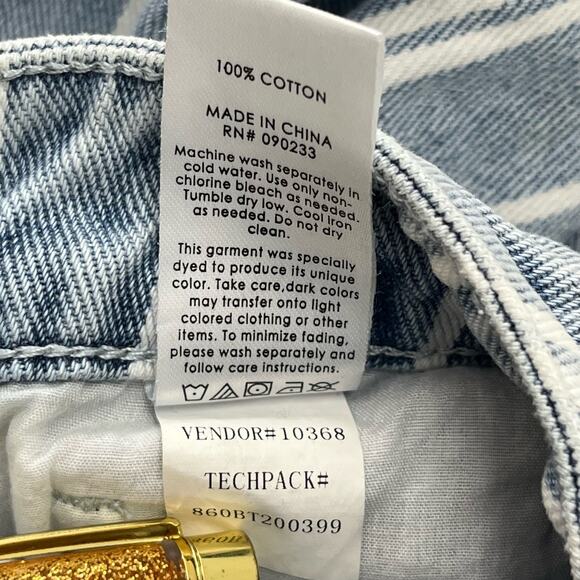 100% COTTON
MADE IN CHINA
RN# 090233
Machine wash separately in
cold water. Use only non-
chlorine bleach as needed.
Tumble dry low. Cool Iron
as needed. Do not dry
clean.
This garment was specially
dyed to produce its unique
color. Take care,dark colors
may transfer onto light
colored clothing or other
items. To minimize fading,
please wash separately and
follow care instructions.
VENDOR#10368
TECHPACK#
860BT200399